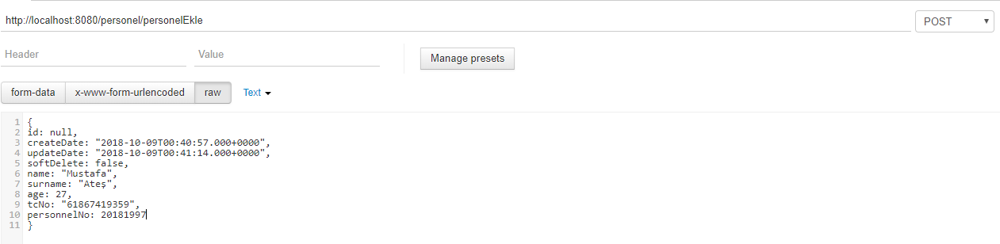 http://localhost:8080/personel/personelEkle POST
Header Value Manage presets
form-data x-www-form-urlencoded raw Text
1 {
2 id: null,
3 createDate: "2018-10-09T00:40:57.000+0000",
4 updateDate: "2018-10-09T00:41:14.000+0000",
5 softDelete: false,
6 name: "Mustafa",
7 surname: "Ateş",
8 age: 27,
9 tcNo: "61867419359",
10 personnelNo: 20181997
11 }